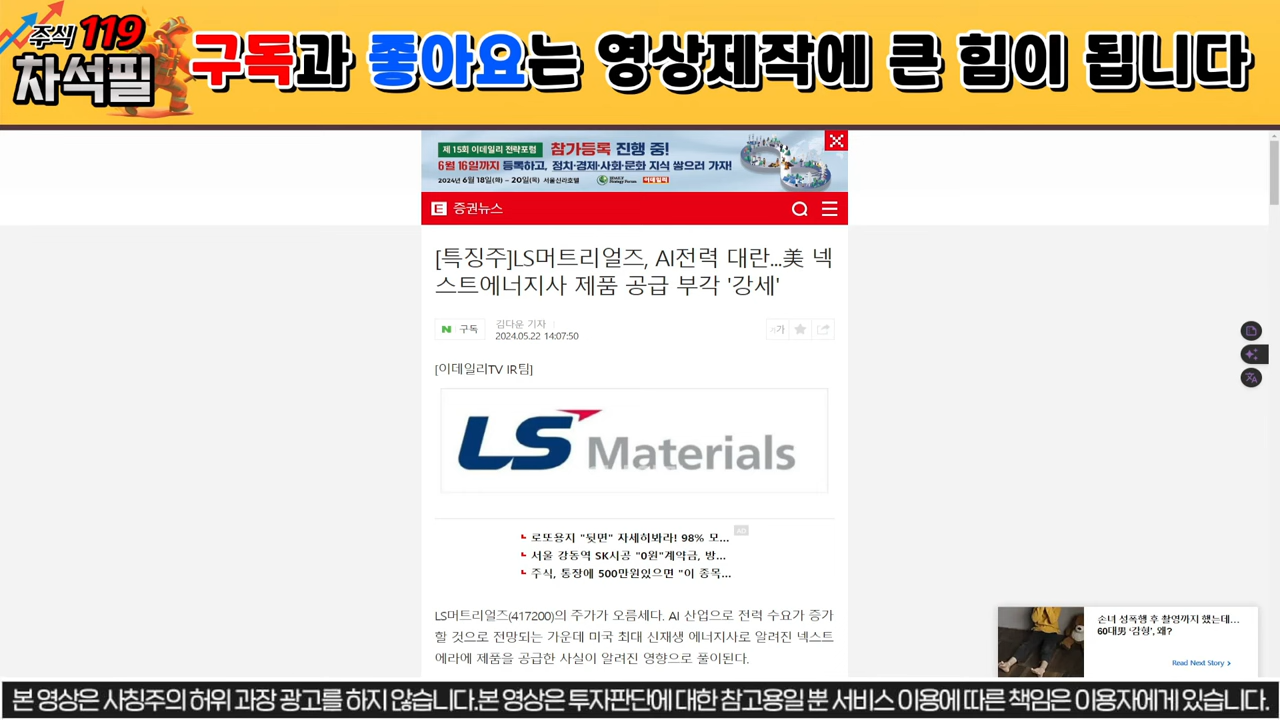 주식 119
차석필
구독과 좋아요는 영상제작에 큰 힘이 됩니다
제 15회 이데일리 전략포럼 참가등록 진행 중!
6월 16일까지 등록하고, 정치·경제·사회·문화 지식 쌓으러 가자!
2024년 6월 18일(화) – 20일(목) 서울신라호텔
E 증권뉴스
[특징주]LS머트리얼즈, AI전력 대란...美 넥
스트에너지사 제품 공급 부각 '강세'
N 구독
김다운 기자
2024.05.22 14:07:50
가
[이데일리TV IR팀]
LS Materials
AD
로또용지 "뒷면" 자세히봐라! 98% 모...
서울 강동역 SK시공 "0원"계약금, 방...
주식, 통장에 500만원있으면 "이 종목...
LS머트리얼즈(417200)의 주가가 오름세다. AI 산업으로 전력 수요가 증가
할 것으로 전망되는 가운데 미국 최대 신재생 에너지사로 알려진 넥스트
에라에 제품을 공급한 사실이 알려진 영향으로 풀이된다.
손녀 성폭행 후 촬영까지 했는데...
60대男 '감형', 왜?
Read Next Story >
본 영상은 사칭주의 허위 과장 광고를 하지 않습니다.본 영상은 투자판단에 대한 참고용일 뿐 서비스 이용에 따른 책임은 이용자에게 있습니다.